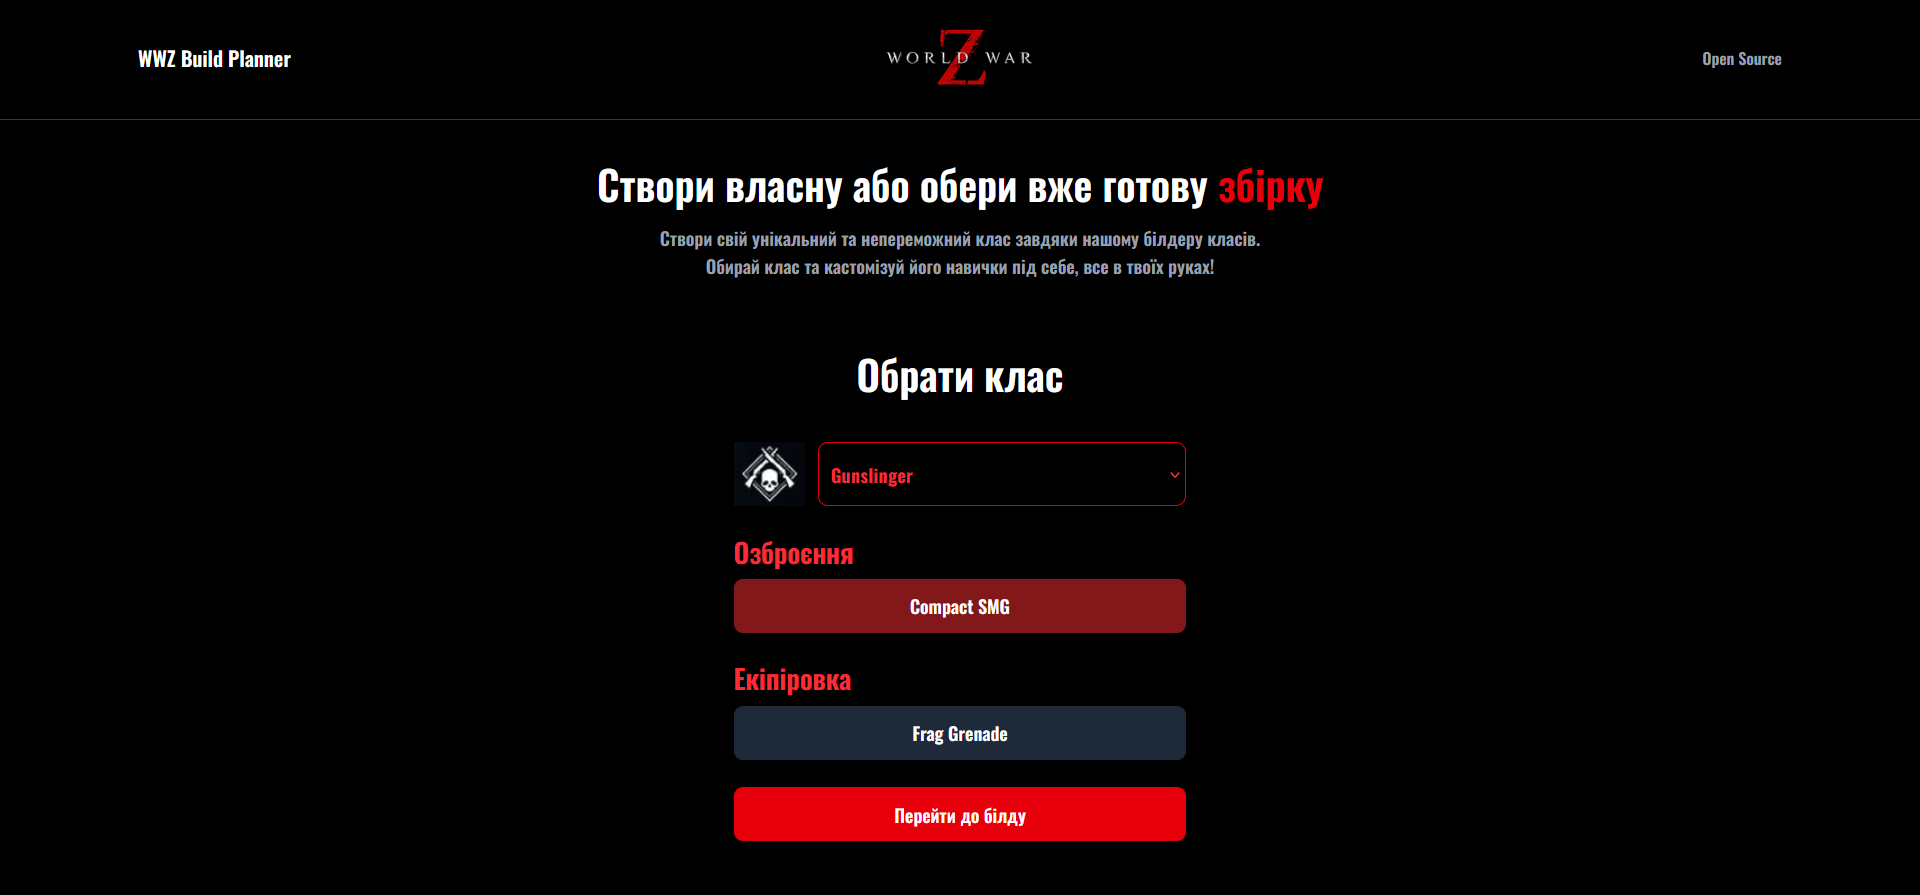 WWZ Build Planner
WORLD WAR Z
Open Source
Створи власну або обери вже готову збірку
Створи свій унікальний та непереможний клас завдяки нашому білдеру класів.
Обирай клас та кастомізуй його навички під себе, все в твоїх руках!
Обрати клас
Gunslinger
Озброєння
Compact SMG
Екіпіровка
Frag Grenade
Перейти до білду